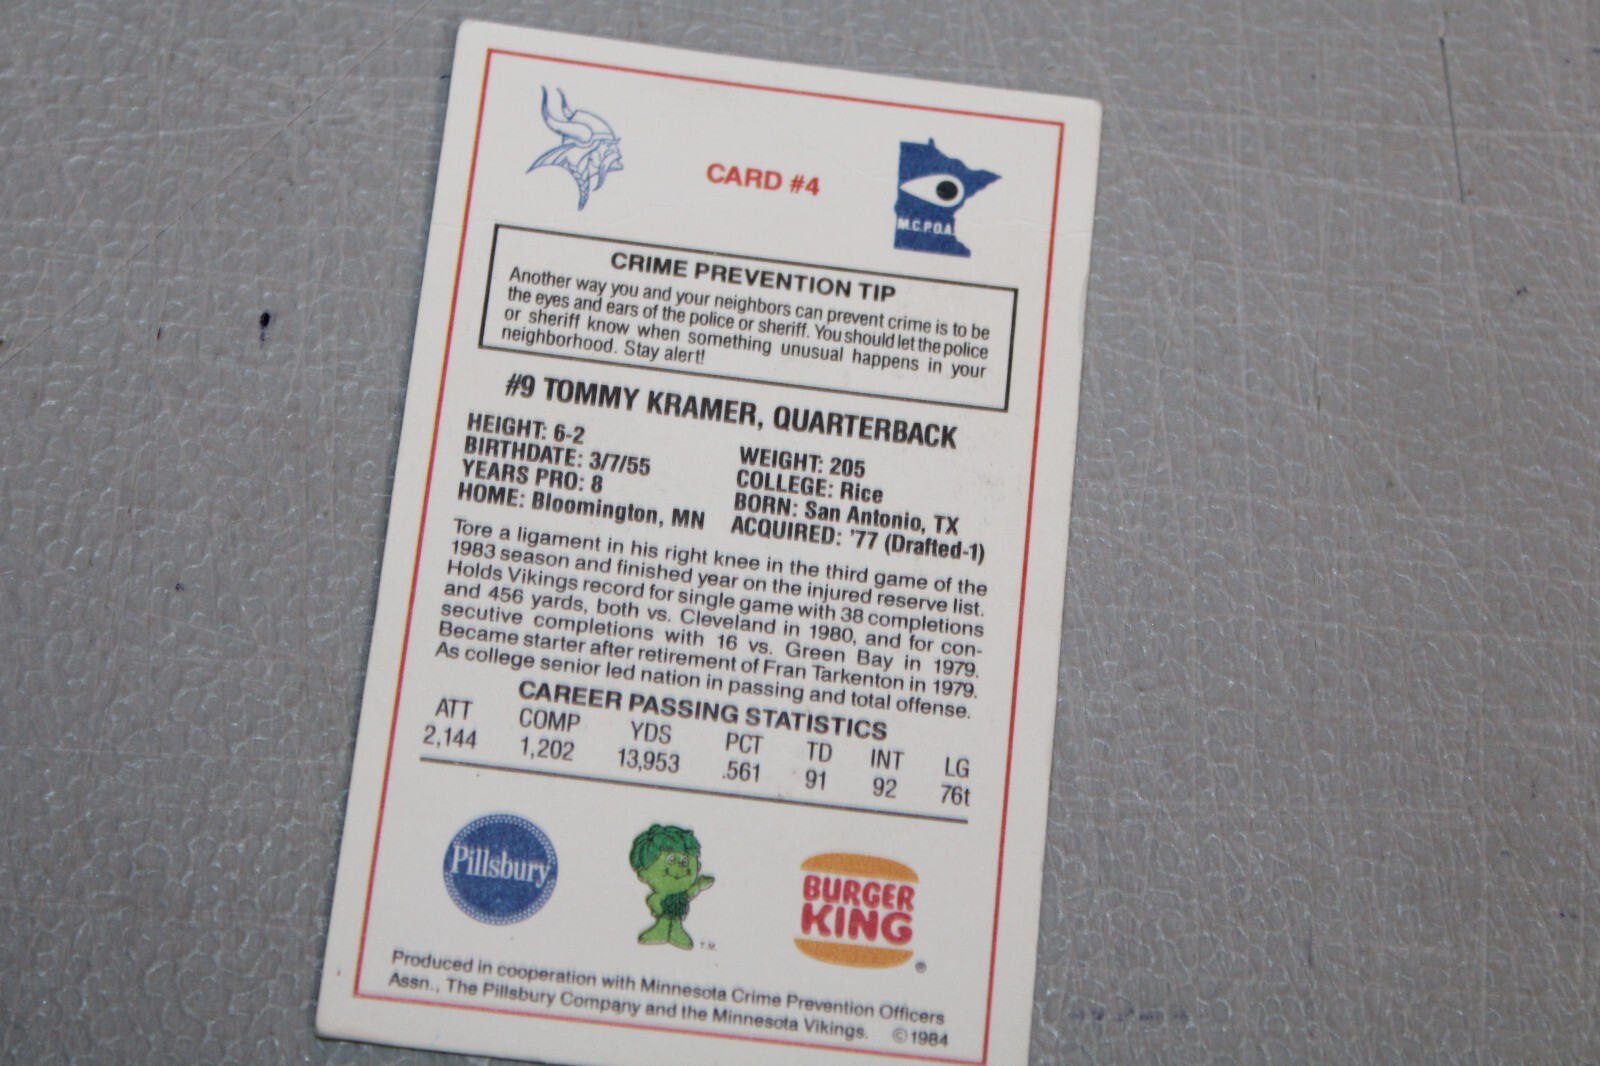 CARD #4
M.C.P.O.A.
CRIME PREVENTION TIP
Another way you and your neighbors can prevent crime is to be
the eyes and ears of the police or sheriff. You should let the police
or sheriff know when something unusual happens in your
neighborhood. Stay alert!
#9 TOMMY KRAMER, QUARTERBACK
HEIGHT: 6-2
BIRTHDATE: 3/7/55
YEARS PRO: 8
HOME: Bloomington, MN
WEIGHT: 205
COLLEGE: Rice
BORN: San Antonio, TX
ACQUIRED: '77 (Drafted-1)
Tore a ligament in his right knee in the third game of the
1983 season and finished year on the injured reserve list.
Holds Vikings record for single game with 38 completions
and 456 yards, both vs. Cleveland in 1980, and for con-
secutive completions with 16 vs. Green Bay in 1979.
Became starter after retirement of Fran Tarkenton in 1979.
As college senior led nation in passing and total offense.
CAREER PASSING STATISTICS
ATT COMP YDS PCT TD INT LG
2,144 1,202 13,953 .561 91 92 76t
Pillsbury
T.M.
BURGER
KING
®
Produced in cooperation with Minnesota Crime Prevention Officers
Assn., The Pillsbury Company and the Minnesota Vikings. ©1984